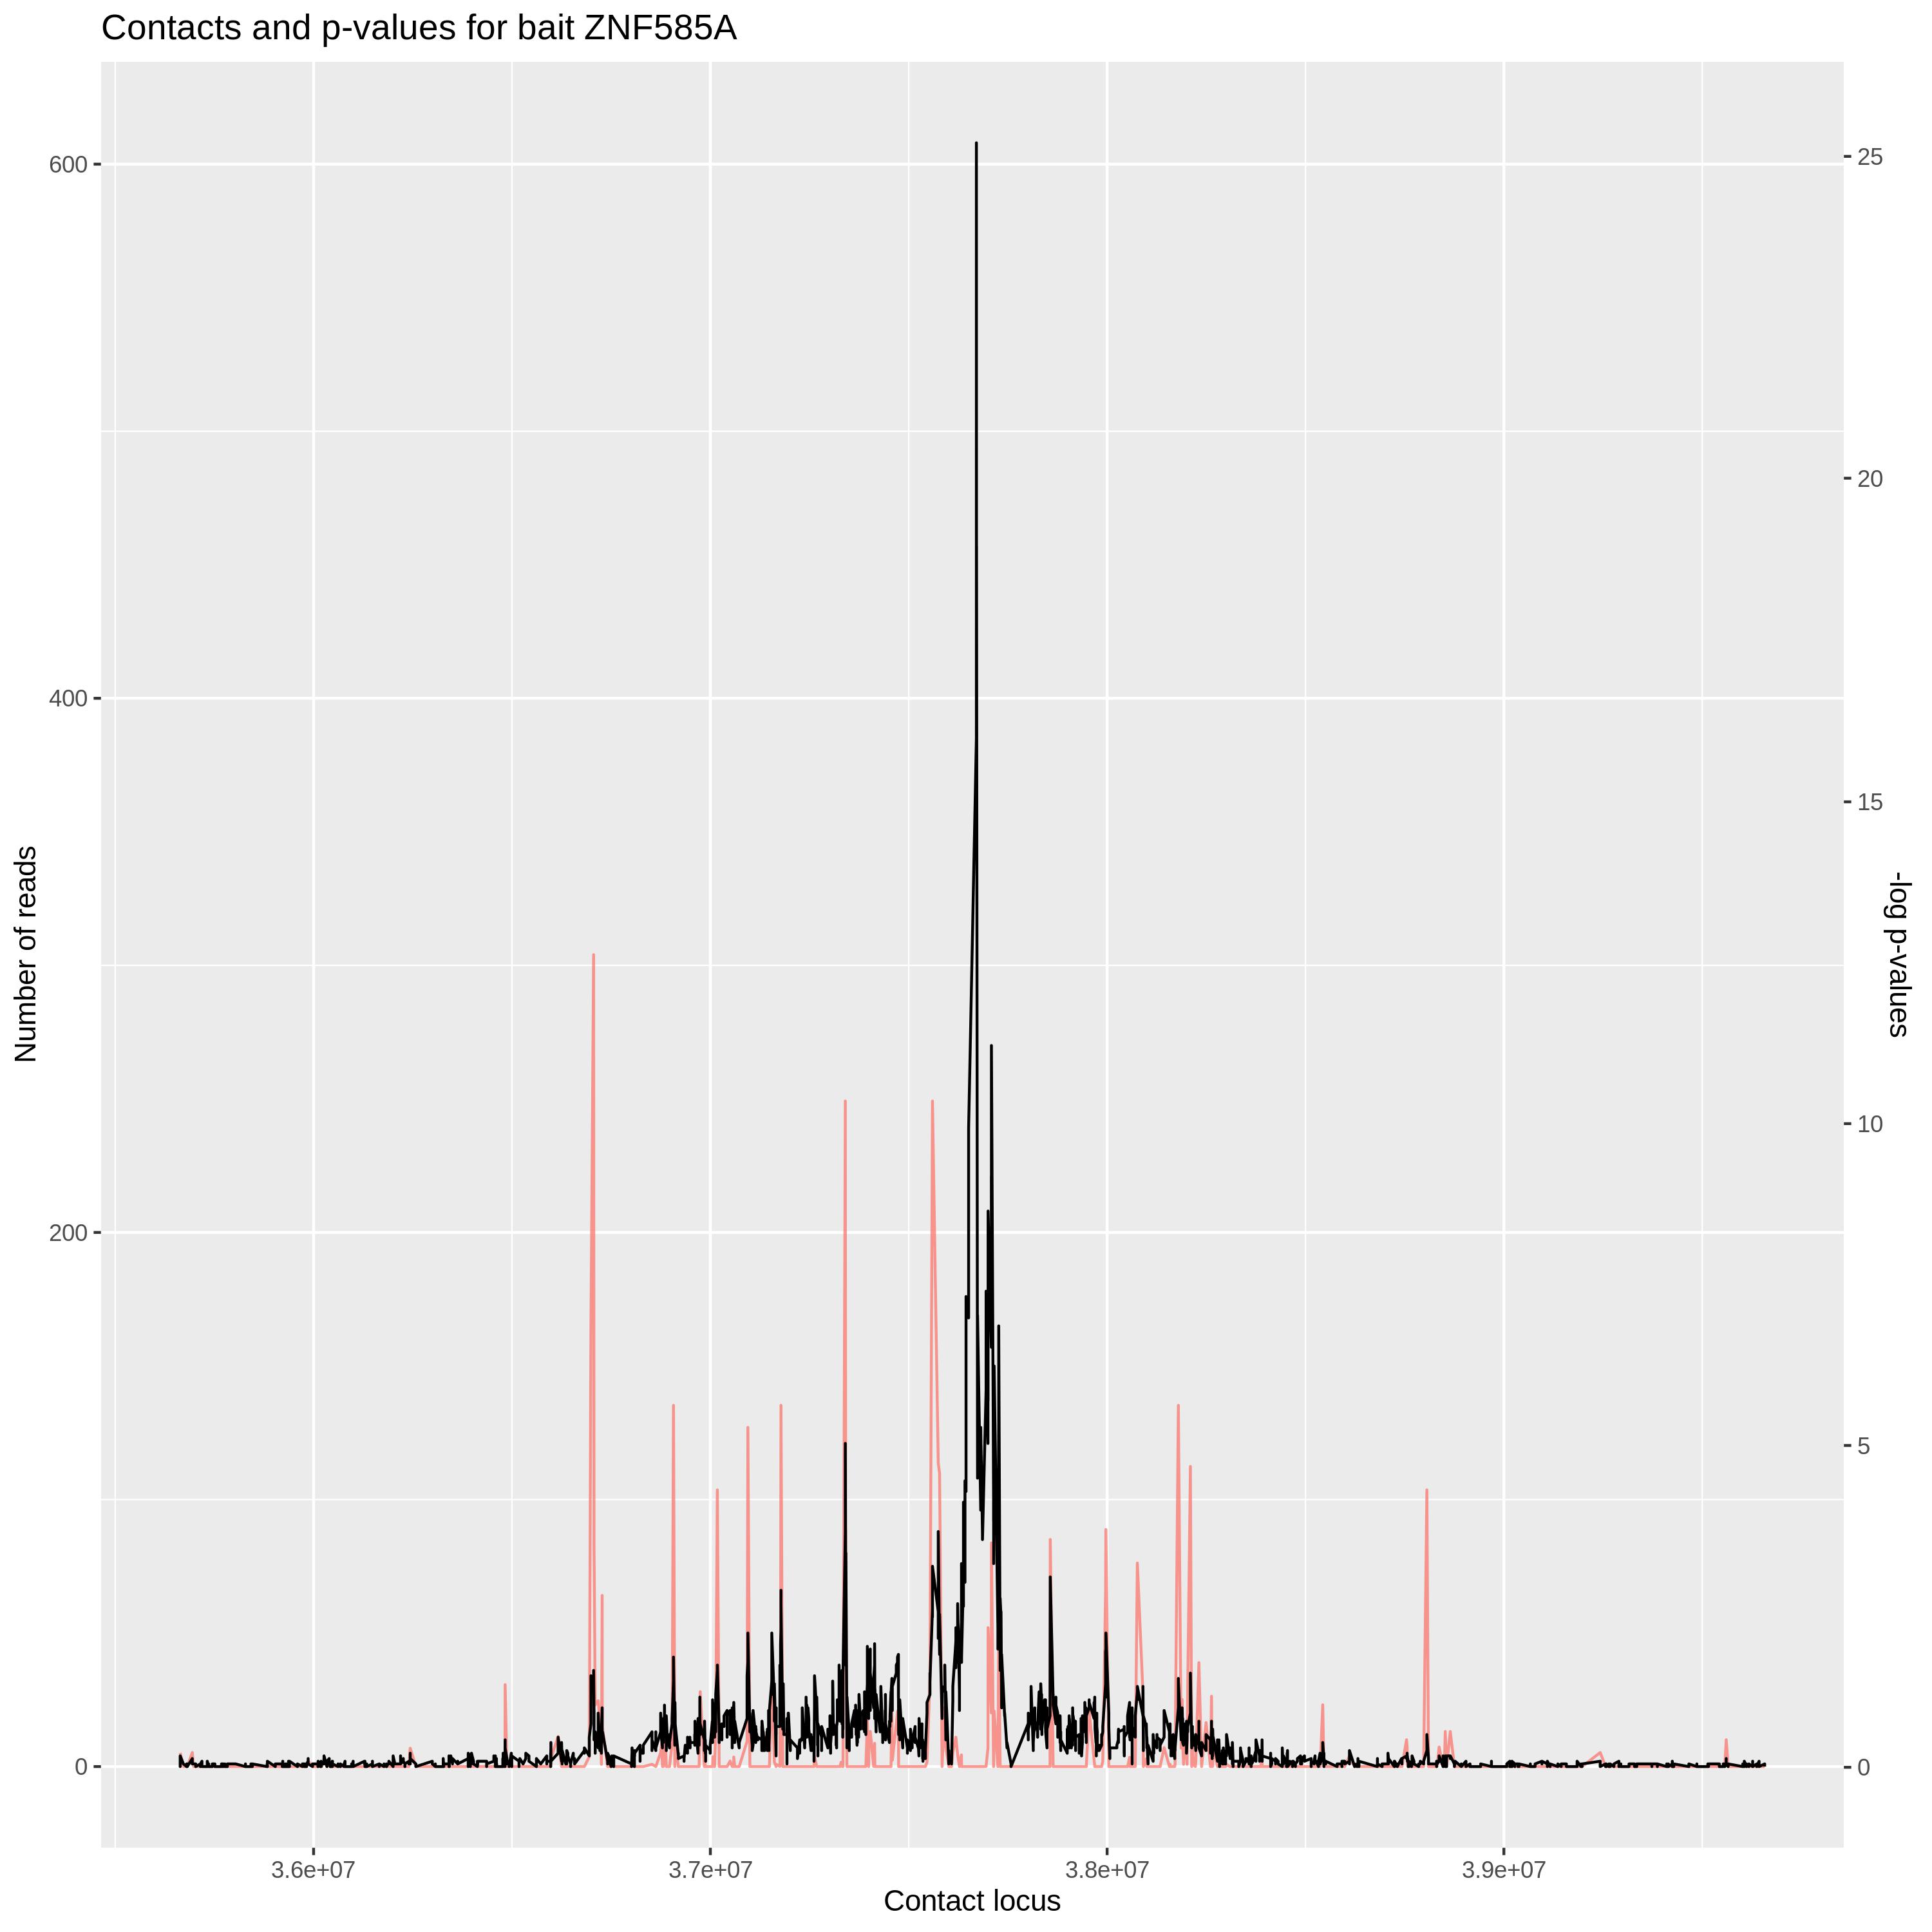 Contacts and p-values for bait ZNF585A
600
400
200
0
Number of reads
25
20
15
10
5
0
-log p-values
3.6e+07
3.7e+07
3.8e+07
3.9e+07
Contact locus